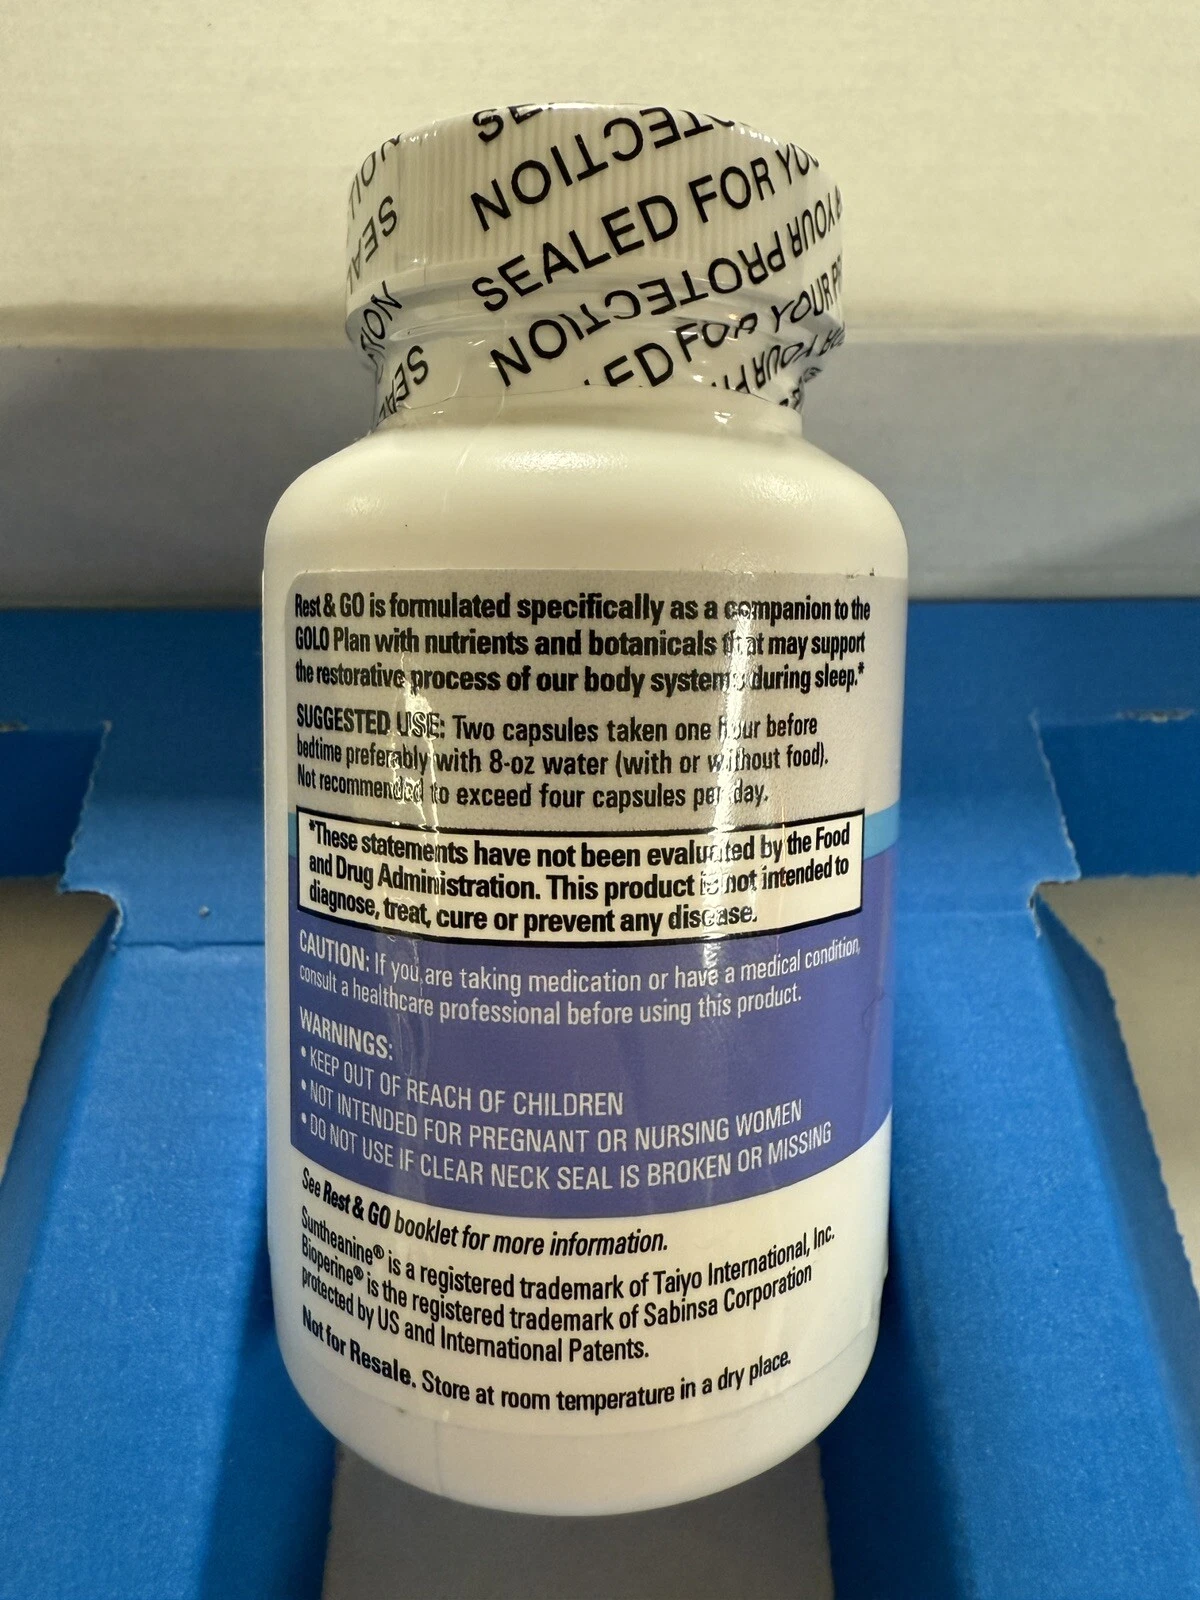 SE
NOITCETO
SEALED FOR YOU
NOITCETORP RUOY
ED FOR YOUR PR
SEAL
NOI
SEA
Rest & GO is formulated specifically as a companion to the
GOLO Plan with nutrients and botanicals that may support
the restorative process of our body systems during sleep.*
SUGGESTED USE: Two capsules taken one hour before
bedtime preferably with 8-oz water (with or without food).
Not recommended to exceed four capsules per day.
*These statements have not been evaluated by the Food
and Drug Administration. This product is not intended to
diagnose, treat, cure or prevent any disease.
CAUTION: If you are taking medication or have a medical condition,
consult a healthcare professional before using this product.
WARNINGS:
• KEEP OUT OF REACH OF CHILDREN
• NOT INTENDED FOR PREGNANT OR NURSING WOMEN
• DO NOT USE IF CLEAR NECK SEAL IS BROKEN OR MISSING
See Rest & GO booklet for more information.
Suntheanine® is a registered trademark of Taiyo International, Inc.
Bioperine® is the registered trademark of Sabinsa Corporation
protected by US and International Patents.
Not for Resale. Store at room temperature in a dry place.